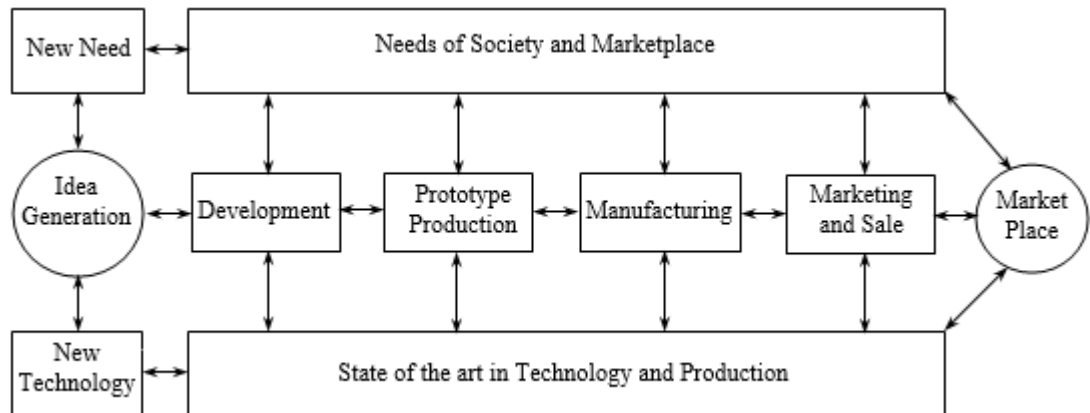 New Need
Needs of Society and Marketplace
Idea
Generation
Development
Prototype
Production
Manufacturing
Marketing
and Sale
Market
Place
New
Technology
State of the art in Technology and Production